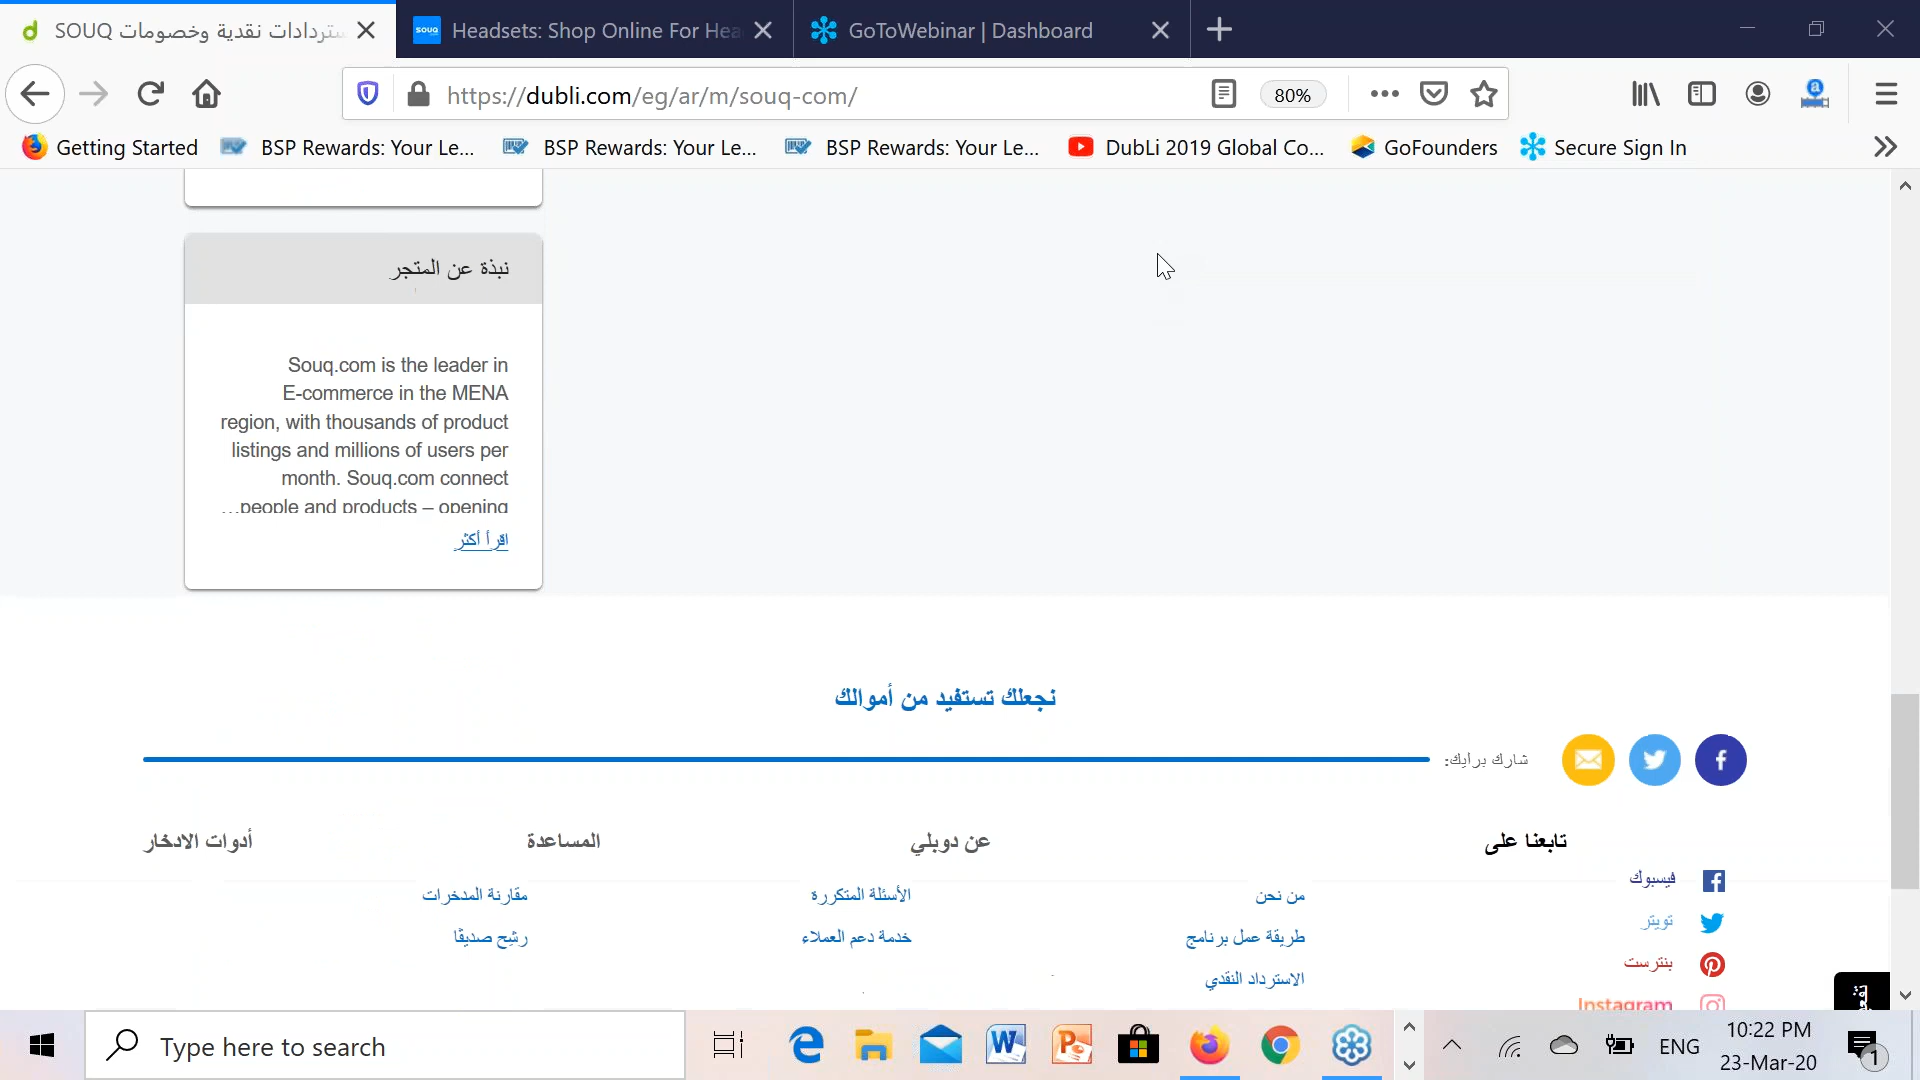 ستردادات نقدية وخصومات SOUQ
Headsets: Shop Online For Hea
GoToWebinar | Dashboard
https://dubli.com/eg/ar/m/souq-com/
80%
Getting Started
BSP Rewards: Your Le...
BSP Rewards: Your Le...
BSP Rewards: Your Le...
DubLi 2019 Global Co...
GoFounders
Secure Sign In
نبذة عن المتجر
Souq.com is the leader in
E-commerce in the MENA
region, with thousands of product
listings and millions of users per
month. Souq.com connect
...people and products – opening
اقرأ أكثر
نجعلك تستفيد من أموالك
شارك برايك:
تابعنا على
فيسبوك
تويتر
بنترست
Instagram
عن دوبلي
من نحن
طريقة عمل برنامج
الاسترداد النقدي
المساعدة
الأسئلة المتكررة
خدمة دعم العملاء
أدوات الادخار
مقارنة المدخرات
رشح صديقًا
Type here to search
ENG
10:22 PM
23-Mar-20
1